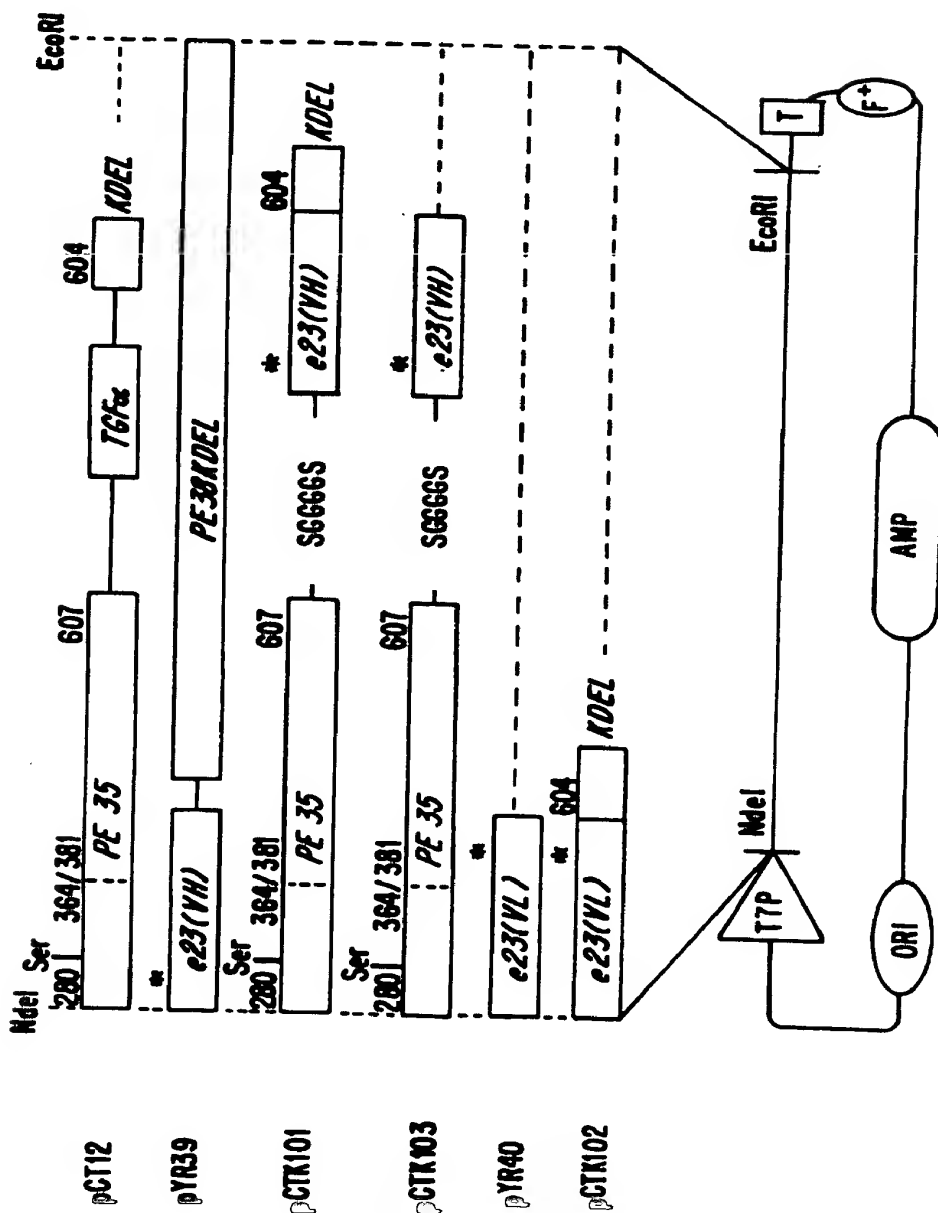 NdeI
EcoRI
pCT12
280
Ser
364/381
PE 35
607
TGFα
604
KDEL
pYR39
*
e23(VH)
PE38KDEL
pCTK101
280
Ser
364/381
PE 35
607
SGGGGS
*
e23(VH)
604
KDEL
pCTK103
280
Ser
364/381
PE 35
607
SGGGGS
*
e23(VH)
pYR40
*
e23(VL)
pCTK102
*
e23(VL)
604
KDEL
T7P
NdeI
EcoRI
T
F+
ORI
AMP